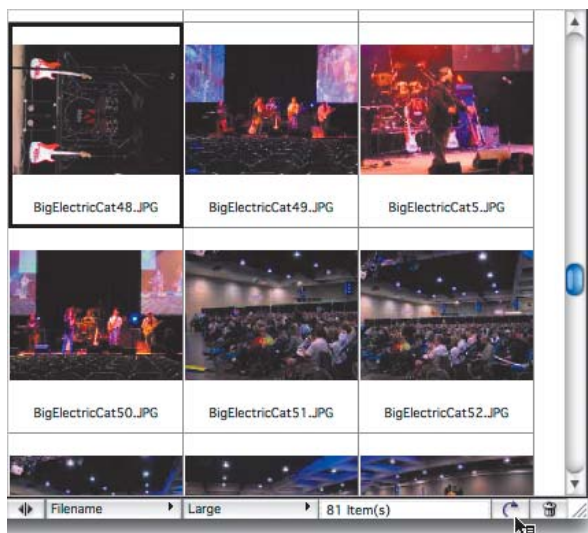 BigElectricCat48.JPG
BigElectricCat49.JPG
BigElectricCat5.JPG
BigElectricCat50.JPG
BigElectricCat51.JPG
BigElectricCat52.JPG
Filename
Large
81 Item(s)